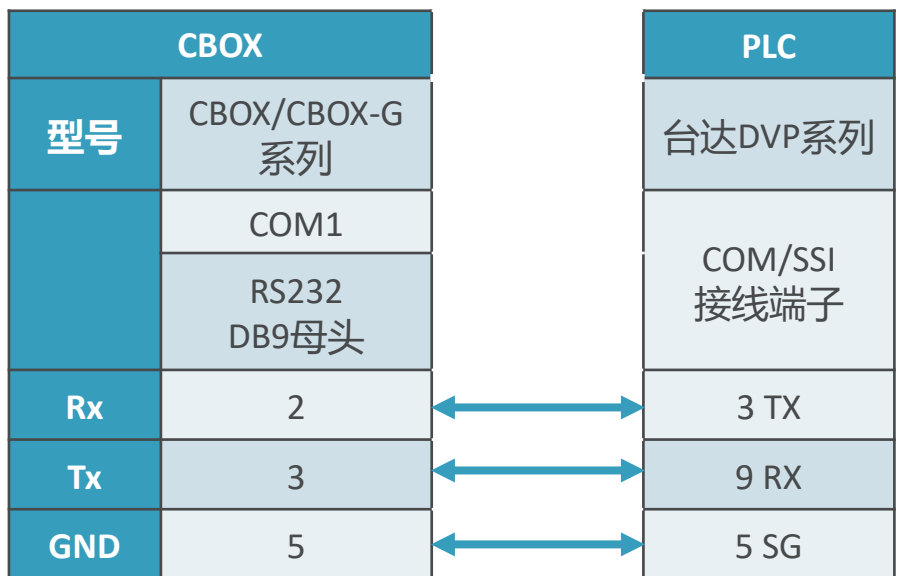 CBOX
PLC
型号
CBOX/CBOX-G
系列
台达DVP系列
COM1
RS232
DB9母头
COM/SSI
接线端子
Rx
2
3 TX
Tx
3
9 RX
GND
5
5 SG